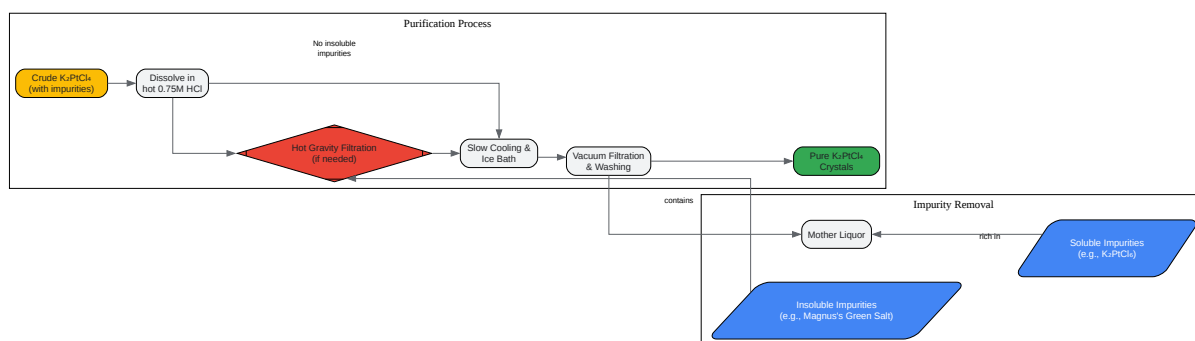 Purification Process
No insoluble
impurities
Crude K₂PtCl₄
(with impurities)
Dissolve in
hot 0.75M HCl
Hot Gravity Filtration
(if needed)
Slow Cooling &
Ice Bath
Vacuum Filtration
& Washing
Pure K₂PtCl₄
Crystals
contains
Impurity Removal
Mother Liquor
rich in
Soluble Impurities
(e.g., K₂PtCl₆)
Insoluble Impurities
(e.g., Magnus's Green Salt)